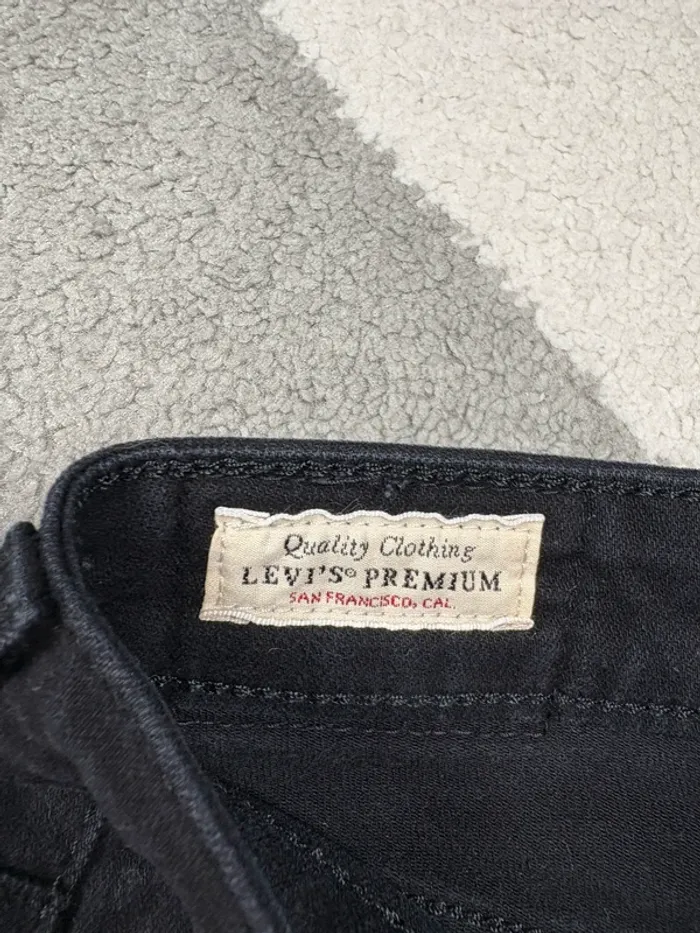 Quality Clothing
LEVI'S® PREMIUM
SAN FRANCISCO, CAL.